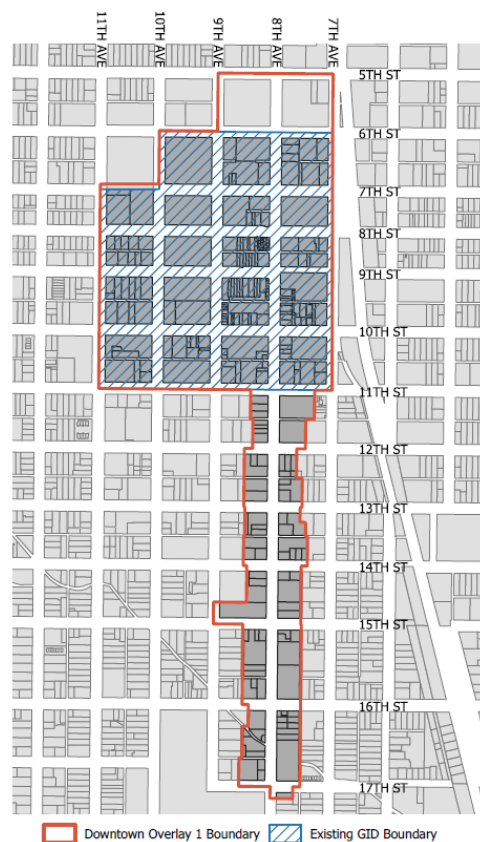 11TH AVE
10TH AVE
9TH AVE
8TH AVE
7TH AVE
5TH ST
6TH ST
7TH ST
8TH ST
9TH ST
10TH ST
11TH ST
12TH ST
13TH ST
14TH ST
15TH ST
16TH ST
17TH ST
Downtown Overlay 1 Boundary
Existing GID Boundary